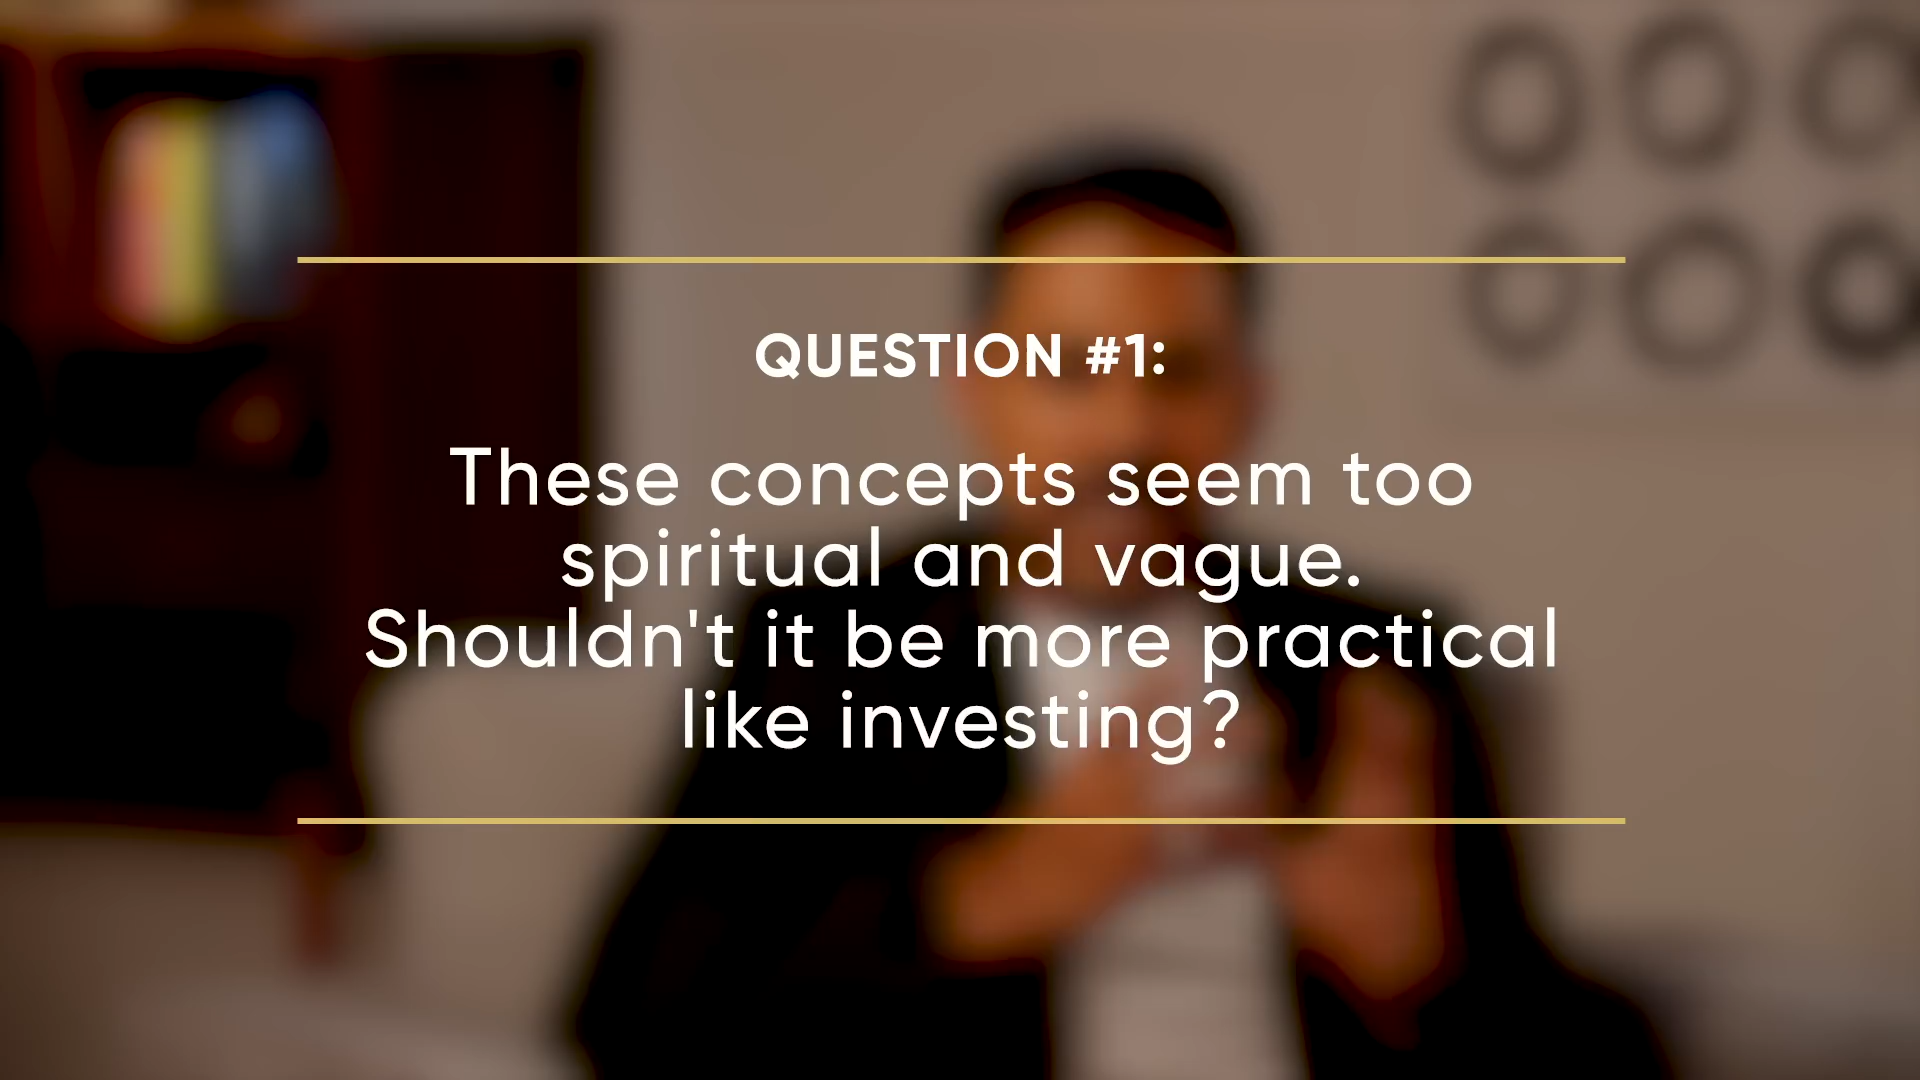 QUESTION #1:
These concepts seem too
spiritual and vague.
Shouldn't it be more practical
like investing?